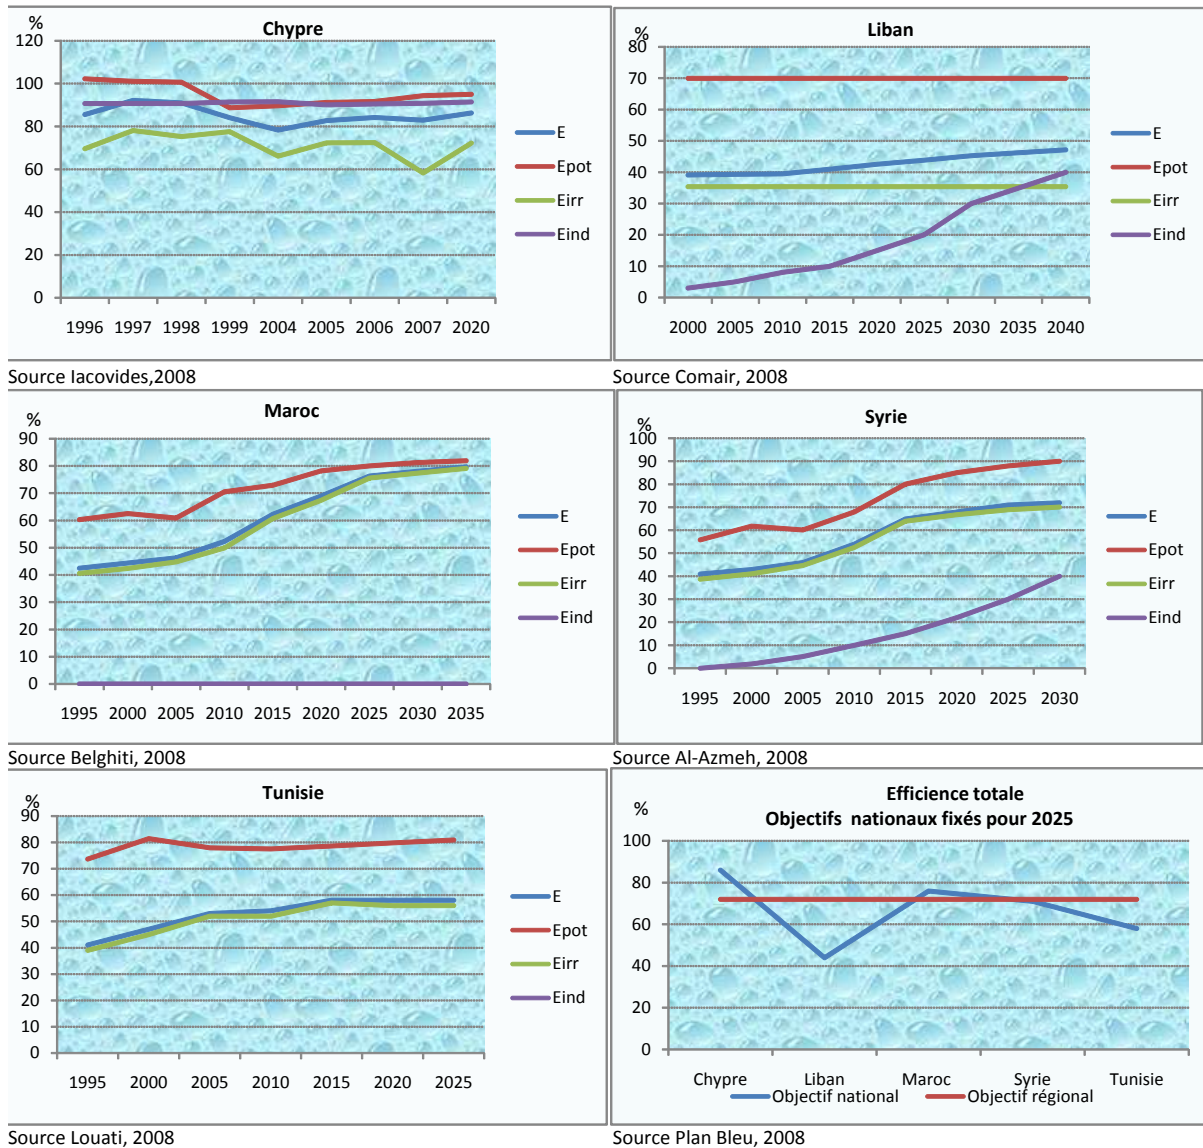 %
Chypre
120
100
80
60
40
20
0
1996 1997 1998 1999 2004 2005 2006 2007 2020
E
Epot
Eirr
Eind
Source Iacovides,2008
%
Liban
80
70
60
50
40
30
20
10
0
2000 2005 2010 2015 2020 2025 2030 2035 2040
E
Epot
Eirr
Eind
Source Comair, 2008
%
Maroc
90
80
70
60
50
40
30
20
10
0
1995 2000 2005 2010 2015 2020 2025 2030 2035
E
Epot
Eirr
Eind
Source Belghiti, 2008
%
Syrie
100
90
80
70
60
50
40
30
20
10
0
1995 2000 2005 2010 2015 2020 2025 2030
E
Epot
Eirr
Eind
Source Al-Azmeh, 2008
%
Tunisie
90
80
70
60
50
40
30
20
10
0
1995 2000 2005 2010 2015 2020 2025
E
Epot
Eirr
Eind
Source Louati, 2008
%
Efficience totale
Objectifs nationaux fixés pour 2025
100
80
60
40
20
0
Chypre Liban Maroc Syrie Tunisie
Objectif national Objectif régional
Source Plan Bleu, 2008